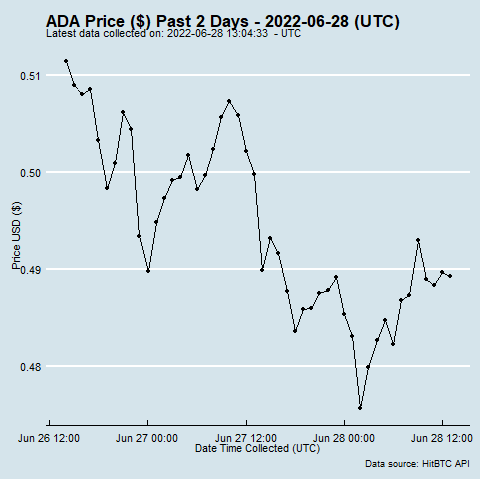 ADA Price ($) Past 2 Days - 2022-06-28 (UTC)
Latest data collected on: 2022-06-28 13:04:33 - UTC
0.51
0.50
0.49
0.48
Price USD ($)
Jun 26 12:00 Jun 27 00:00 Jun 27 12:00 Jun 28 00:00 Jun 28 12:00
Date Time Collected (UTC)
Data source: HitBTC API